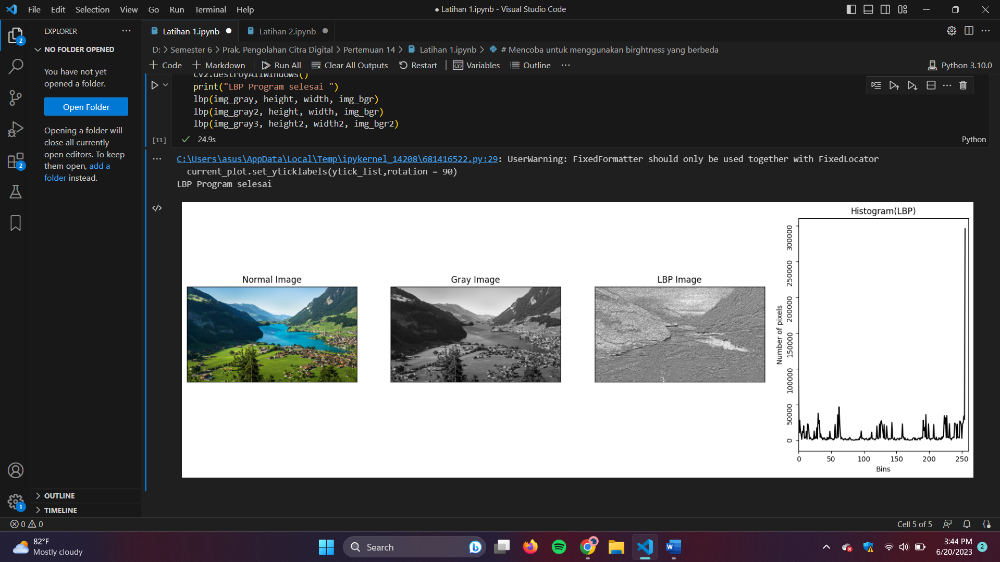 File Edit Selection View Go Run Terminal Help
● Latihan 1.ipynb - Visual Studio Code
EXPLORER
Latihan 1.ipynb
Latihan 2.ipynb
NO FOLDER OPENED
You have not yet
opened a folder.
Open Folder
Opening a folder will
close all currently
open editors. To keep
them open, add a
folder instead.
OUTLINE
TIMELINE
D: > Semester 6 > Prak. Pengolahan Citra Digital > Pertemuan 14 > Latihan 1.ipynb > # Mencoba untuk menggunakan birghtness yang berbeda
+ Code + Markdown Run All Clear All Outputs Restart Variables Outline ...
Python 3.10.0
cv2.destroyAllWindows()
print("LBP Program selesai ")
lbp(img_gray, height, width, img_bgr)
lbp(img_gray2, height, width, img_bgr)
lbp(img_gray3, height2, width2, img_bgr2)
[11] ✓ 24.9s
Python
C:\Users\asus\AppData\Local\Temp\ipykernel_14208\681416522.py:29: UserWarning: FixedFormatter should only be used together with FixedLocator
current_plot.set_yticklabels(ytick_list,rotation = 90)
LBP Program selesai
Normal Image
Gray Image
LBP Image
Histogram(LBP)
Number of pixels
300000
250000
200000
150000
100000
50000
0
0 50 100 150 200 250
Bins
2
2
1
0 0
Cell 5 of 5
82°F
Mostly cloudy
Search
3:44 PM
6/20/2023
2